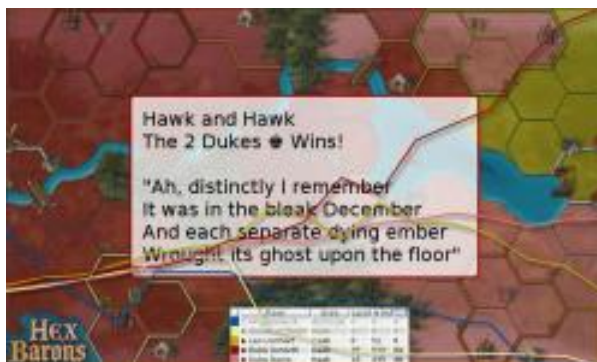 Hawk and Hawk
The 2 Dukes ♚ Wins!
"Ah, distinctly I remember
It was in the bleak December
And each separate dying ember
Wrought its ghost upon the floor"
HEX
BARONS